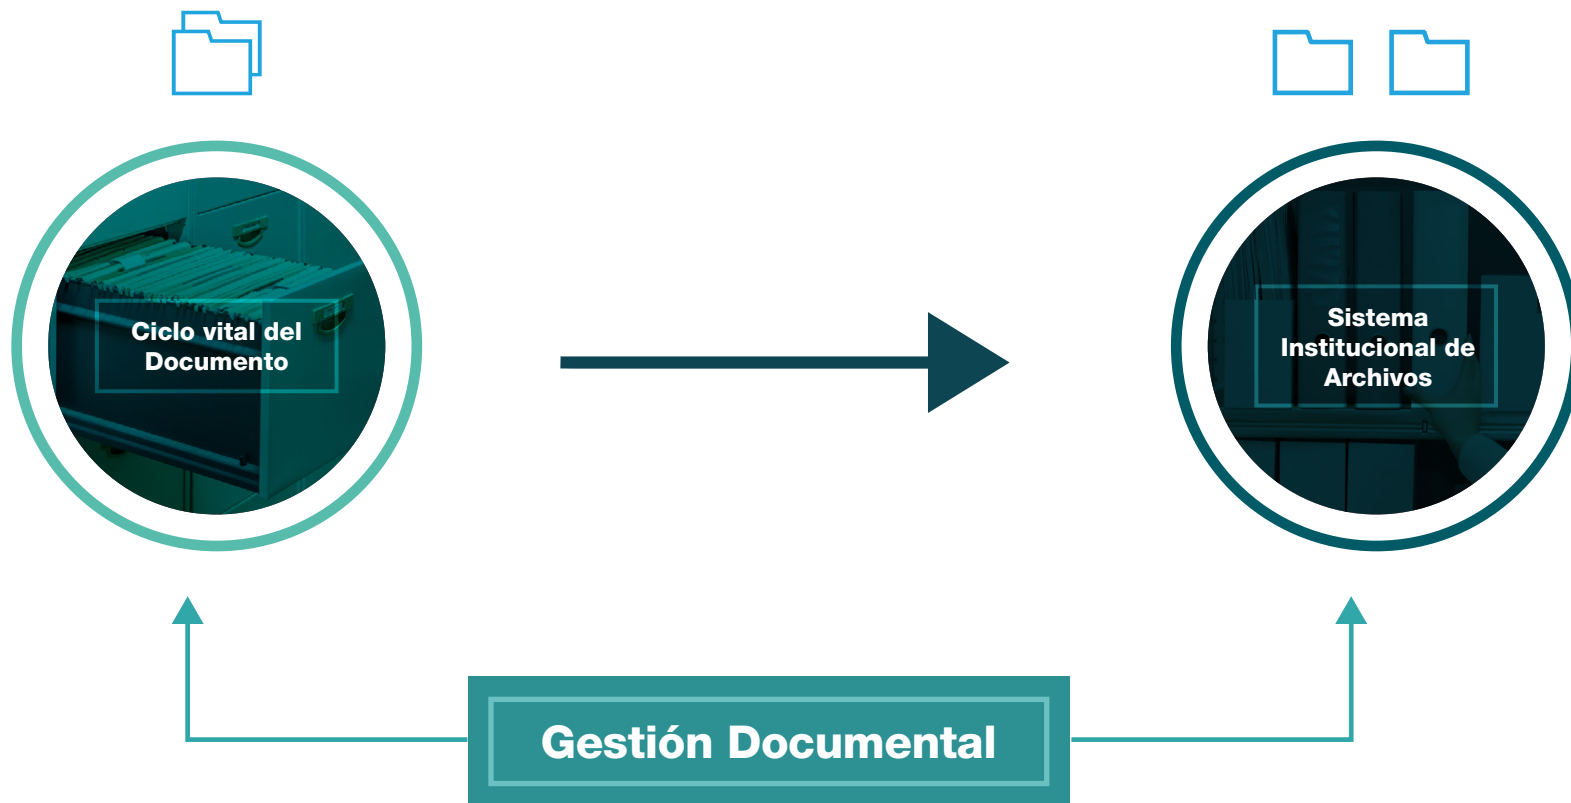 Ciclo vital del
Documento
Sistema
Institucional de
Archivos
Gestión Documental